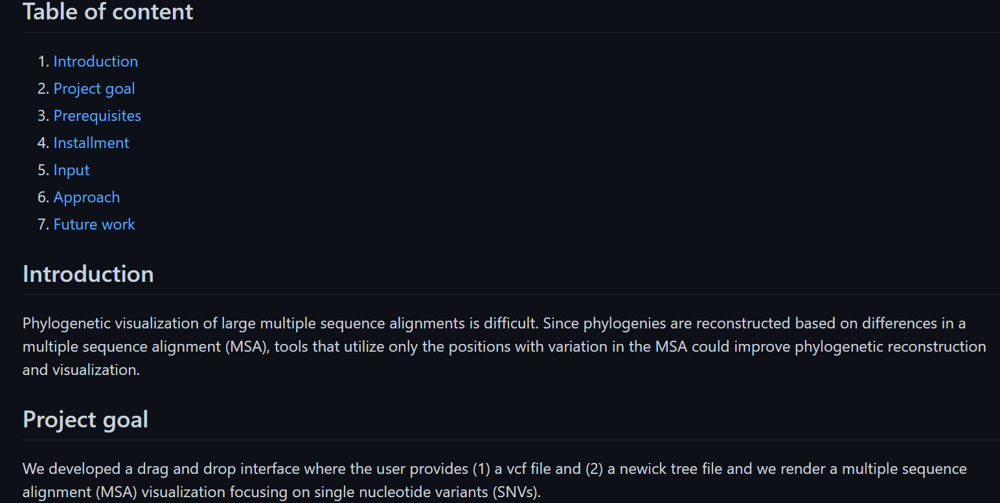 Table of content
1. Introduction
2. Project goal
3. Prerequisites
4. Installment
5. Input
6. Approach
7. Future work
Introduction
Phylogenetic visualization of large multiple sequence alignments is difficult. Since phylogenies are reconstructed based on differences in a
multiple sequence alignment (MSA), tools that utilize only the positions with variation in the MSA could improve phylogenetic reconstruction
and visualization.
Project goal
We developed a drag and drop interface where the user provides (1) a vcf file and (2) a newick tree file and we render a multiple sequence
alignment (MSA) visualization focusing on single nucleotide variants (SNVs).